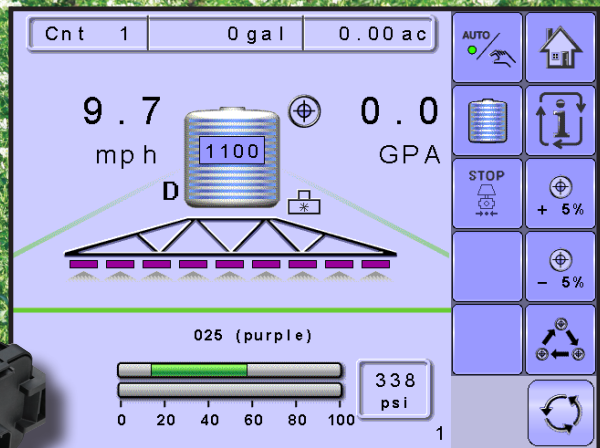 Cnt 1 0 gal 0.00 ac
AUTO
9.7 mph
0.0 GPA
1100
D
STOP
+ 5%
- 5%
025 (purple)
0 20 40 60 80 100
338 psi
1